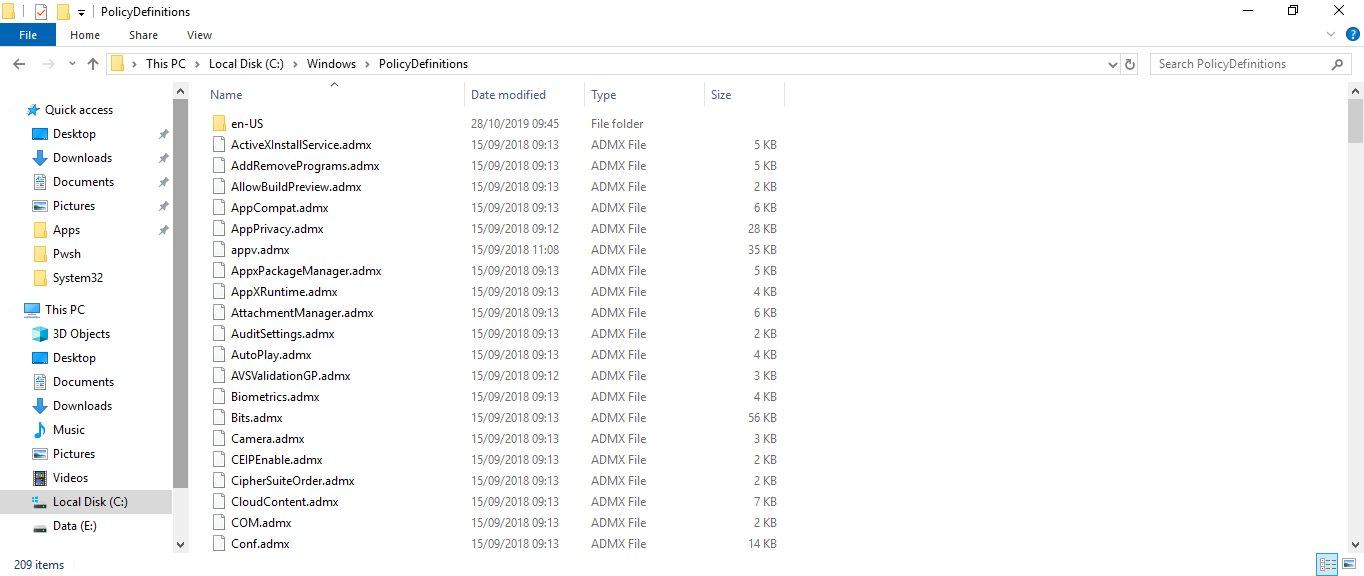 PolicyDefinitions
File Home Share View
This PC Local Disk (C:) Windows PolicyDefinitions
Search PolicyDefinitions
Quick access
Desktop
Downloads
Documents
Pictures
Apps
Pwsh
System32
This PC
3D Objects
Desktop
Documents
Downloads
Music
Pictures
Videos
Local Disk (C:)
Data (E:)
Name Date modified Type Size
en-US 28/10/2019 09:45 File folder
ActiveXInstallService.admx 15/09/2018 09:13 ADMX File 5 KB
AddRemovePrograms.admx 15/09/2018 09:13 ADMX File 5 KB
AllowBuildPreview.admx 15/09/2018 09:13 ADMX File 2 KB
AppCompat.admx 15/09/2018 09:13 ADMX File 6 KB
AppPrivacy.admx 15/09/2018 09:12 ADMX File 28 KB
appv.admx 15/09/2018 11:08 ADMX File 35 KB
AppxPackageManager.admx 15/09/2018 09:13 ADMX File 5 KB
AppXRuntime.admx 15/09/2018 09:13 ADMX File 4 KB
AttachmentManager.admx 15/09/2018 09:13 ADMX File 6 KB
AuditSettings.admx 15/09/2018 09:13 ADMX File 2 KB
AutoPlay.admx 15/09/2018 09:13 ADMX File 4 KB
AVSValidationGP.admx 15/09/2018 09:12 ADMX File 3 KB
Biometrics.admx 15/09/2018 09:13 ADMX File 4 KB
Bits.admx 15/09/2018 09:13 ADMX File 56 KB
Camera.admx 15/09/2018 09:13 ADMX File 3 KB
CEIPEnable.admx 15/09/2018 09:13 ADMX File 2 KB
CipherSuiteOrder.admx 15/09/2018 09:13 ADMX File 2 KB
CloudContent.admx 15/09/2018 09:13 ADMX File 7 KB
COM.admx 15/09/2018 09:13 ADMX File 2 KB
Conf.admx 15/09/2018 09:13 ADMX File 14 KB
209 items